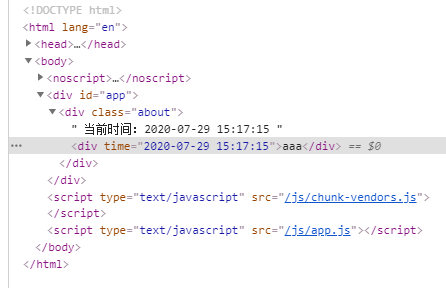 <!DOCTYPE html>
<html lang="en">
<head>…</head>
<body>
<noscript>…</noscript>
<div id="app">
<div class="about">
" 当前时间：2020-07-29 15:17:15 "
<div time="2020-07-29 15:17:15">aaa</div> == $0
</div>
</div>
<script type="text/javascript" src="/js/chunk-vendors.js">
</script>
<script type="text/javascript" src="/js/app.js"></script>
</body>
</html>